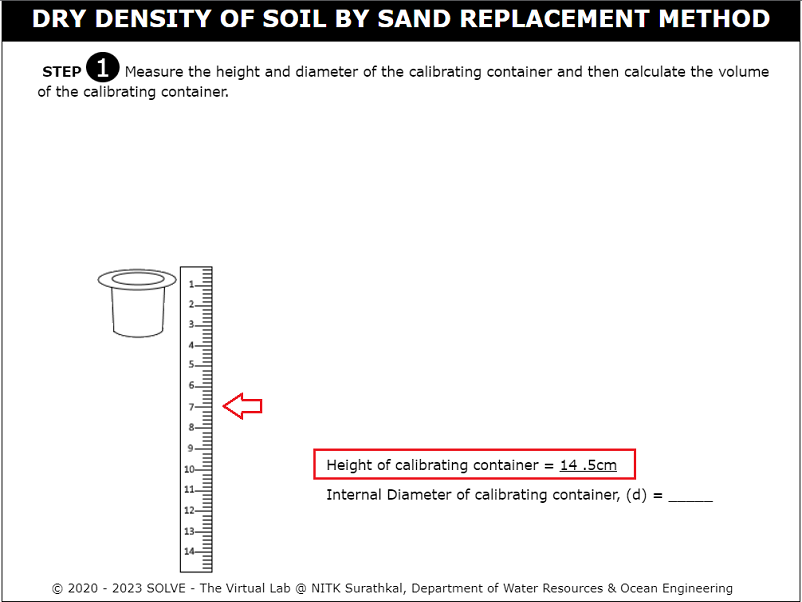 DRY DENSITY OF SOIL BY SAND REPLACEMENT METHOD
STEP 1 Measure the height and diameter of the calibrating container and then calculate the volume
of the calibrating container.
1
2
3
4
5
6
7
8
9
10
11
12
13
14
Height of calibrating container = 14 .5cm
Internal Diameter of calibrating container, (d) = _____
© 2020 - 2023 SOLVE - The Virtual Lab @ NITK Surathkal, Department of Water Resources & Ocean Engineering